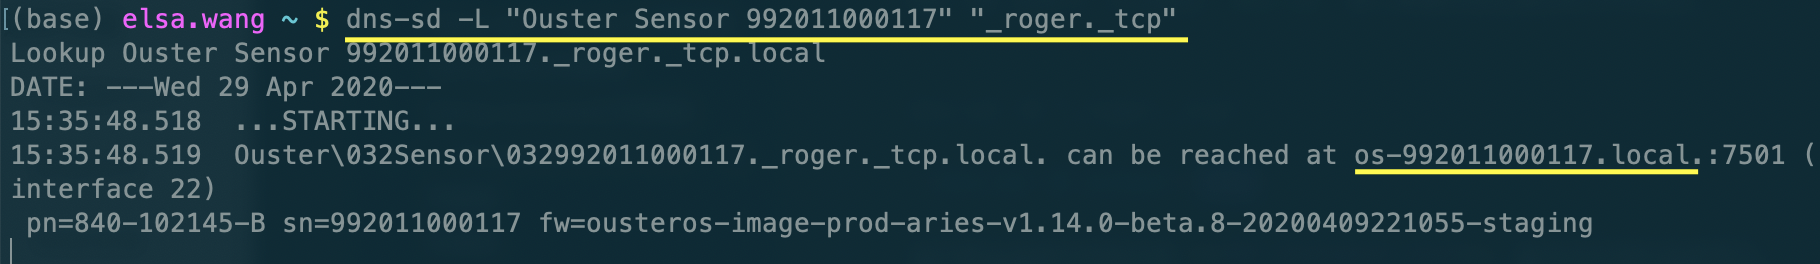 [(base) elsa.wang ~ $ dns-sd -L "Ouster Sensor 992011000117" "_roger._tcp"
Lookup Ouster Sensor 992011000117._roger._tcp.local
DATE: ---Wed 29 Apr 2020---
15:35:48.518  ...STARTING...
15:35:48.519  Ouster\032Sensor\032992011000117._roger._tcp.local. can be reached at os-992011000117.local.:7501 (
interface 22)
 pn=840-102145-B sn=992011000117 fw=ousteros-image-prod-aries-v1.14.0-beta.8-20200409221055-staging